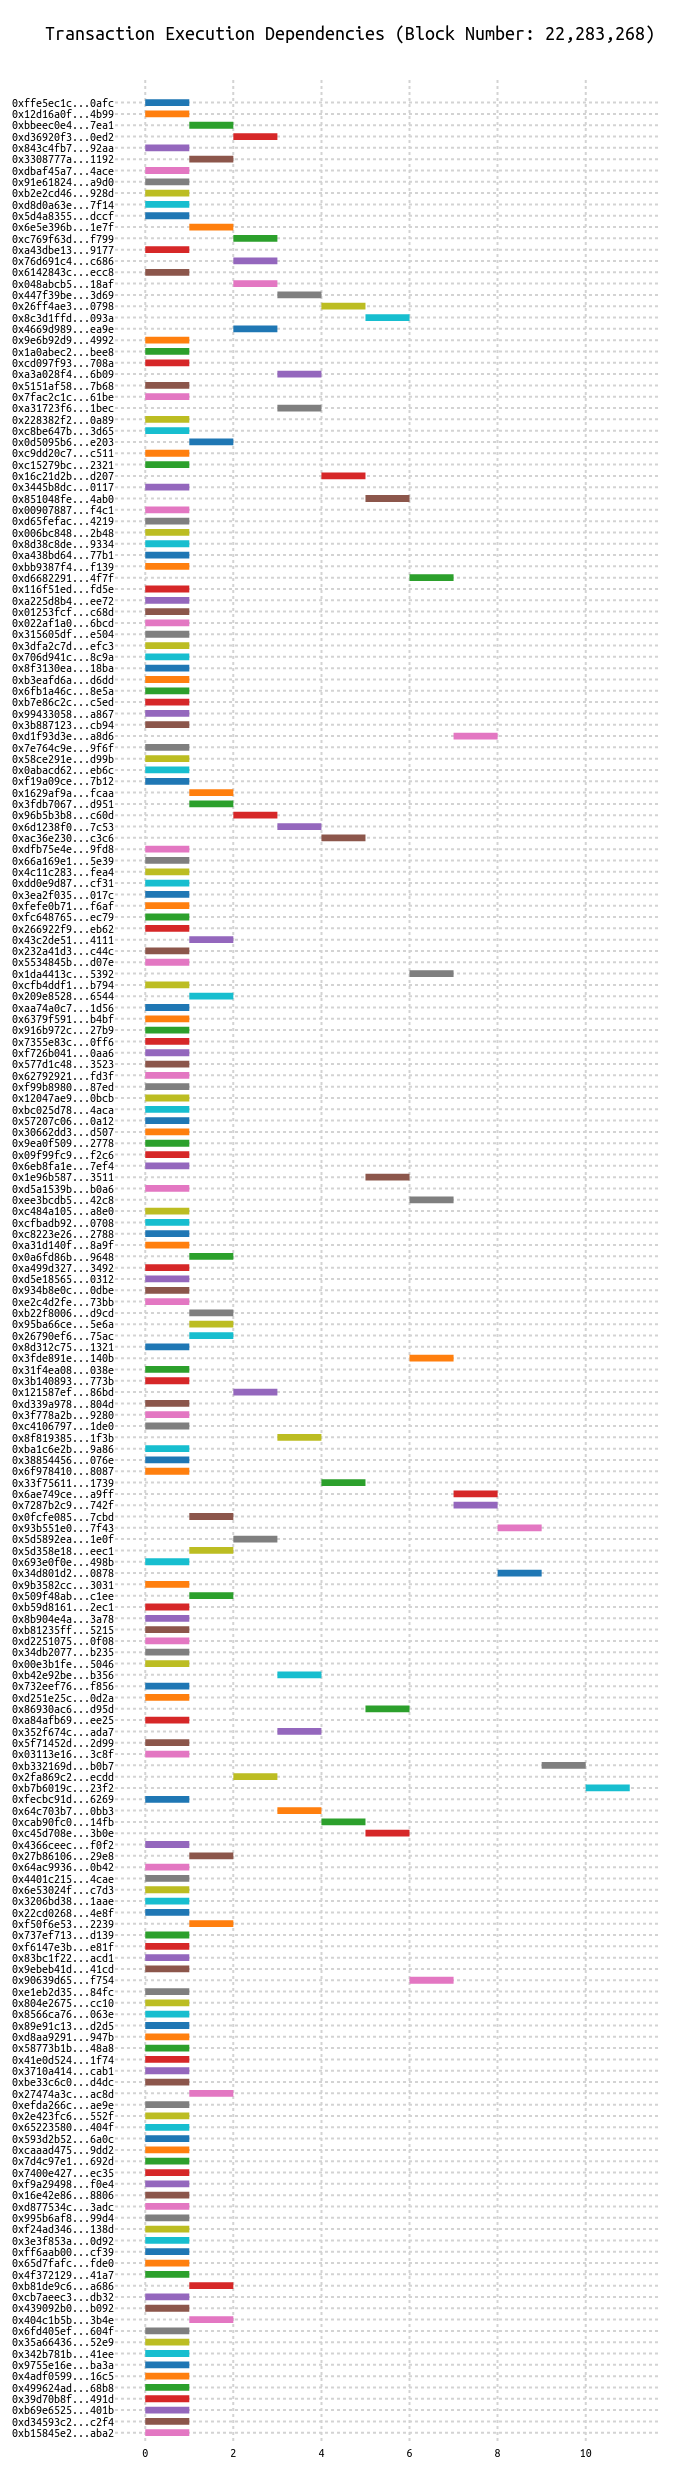 Transaction Execution Dependencies (Block Number: 22,283,268)
0xffe5ec1c...0afc
0x12d16a0f...4b99
0xbbeec0e4...7ea1
0xd36920f3...0ed2
0x843c4fb7...92aa
0x3308777a...1192
0xdbaf45a7...4ace
0x91e61824...a9d0
0xb2e2cd46...928d
0xd8d0a63e...7f14
0x5d4a8355...dccf
0x6e5e396b...1e7f
0xc769f63d...f799
0xa43dbe13...9177
0x76d691c4...c686
0x6142843c...ecc8
0x048abcb5...18af
0x447f39be...3d69
0x26ff4ae3...0798
0x8c3d1ffd...093a
0x4669d989...ea9e
0x9e6b92d9...4992
0x1a0abec2...bee8
0xcd097f93...708a
0xa3a028f4...6b09
0x5151af58...7b68
0x7fac2c1c...61be
0xa31723f6...1bec
0x228382f2...0a89
0xc8be647b...3d65
0x0d5095b6...e203
0xc9dd20c7...c511
0xc15279bc...2321
0x16c21d2b...d207
0x3445b8dc...0117
0x851048fe...4ab0
0x00907887...f4c1
0xd65fefac...4219
0x006bc848...2b48
0x8d38c8de...9334
0xa438bd64...77b1
0xbb9387f4...f139
0xd6682291...4f7f
0x116f51ed...fd5e
0xa225d8b4...ee72
0x01253fcf...c68d
0x022af1a0...6bcd
0x315605df...e504
0x3dfa2c7d...efc3
0x706d941c...8c9a
0x8f3130ea...18ba
0xb3eafd6a...d6dd
0x6fb1a46c...8e5a
0xb7e86c2c...c5ed
0x99433058...a867
0x3b887123...cb94
0xd1f93d3e...a8d6
0x7e764c9e...9f6f
0x58ce291e...d99b
0x0abacd62...eb6c
0xf19a09ce...7b12
0x1629af9a...fcaa
0x3fdb7067...d951
0x96b5b3b8...c60d
0x6d1238f0...7c53
0xac36e230...c3c6
0xdfb75e4e...9fd8
0x66a169e1...5e39
0x4c11c283...fea4
0xdd0e9d87...cf31
0x3ea2f035...017c
0xfefe0b71...f6af
0xfc648765...ec79
0x266922f9...eb62
0x43c2de51...4111
0x232a41d3...c44c
0x5534845b...d07e
0x1da4413c...5392
0xcfb4ddf1...b794
0x209e8528...6544
0xaa74a0c7...1d56
0x6379f591...b4bf
0x916b972c...27b9
0x7355e83c...0ff6
0xf726b041...0aa6
0x577d1c48...3523
0x62792921...fd3f
0xf99b8980...87ed
0x12047ae9...0bcb
0xbc025d78...4aca
0x57207c06...0a12
0x30662dd3...d507
0x9ea0f509...2778
0x09f99fc9...f2c6
0x6eb8fa1e...7ef4
0x1e96b587...3511
0xd5a1539b...b0a6
0xee3bcdb5...42c8
0xc484a105...a8e0
0xcfbadb92...0708
0xc8223e26...2788
0xa31d140f...8a9f
0x0a6fd86b...9648
0xa499d327...3492
0xd5e18565...0312
0x934b8e0c...0dbe
0xe2c4d2fe...73bb
0xb22f8006...d9cd
0x95ba66ce...5e6a
0x26790ef6...75ac
0x8d312c75...1321
0x3fde891e...140b
0x31f4ea08...038e
0x3b140893...773b
0x121587ef...86bd
0xd339a978...804d
0x3f778a2b...9280
0xc4106797...1de0
0x8f819385...1f3b
0xba1c6e2b...9a86
0x38854456...076e
0x6f978410...8087
0x33f75611...1739
0x6ae749ce...a9ff
0x7287b2c9...742f
0x0fcfe085...7cbd
0x93b551e0...7f43
0x5d5892ea...1e0f
0x5d358e18...eec1
0x693e0f0e...498b
0x34d801d2...0878
0x9b3582cc...3031
0x509f48ab...c1ee
0xb59d8161...2ec1
0x8b904e4a...3a78
0xb81235ff...5215
0xd2251075...0f08
0x34db2077...b235
0x00e3b1fe...5046
0xb42e92be...b356
0x732eef76...f856
0xd251e25c...0d2a
0x86930ac6...d95d
0xa84afb69...ee25
0x352f674c...ada7
0x5f71452d...2d99
0x03113e16...3c8f
0xb332169d...b0b7
0x2fa869c2...ecdd
0xb7b6019c...23f2
0xfecbc91d...6269
0x64c703b7...0bb3
0xcab90fc0...14fb
0xc45d708e...3b0e
0x4366ceec...f0f2
0x27b86106...29e8
0x64ac9936...0b42
0x4401c215...4cae
0x6e53024f...c7d3
0x3206bd38...1aae
0x22cd0268...4e8f
0xf50f6e53...2239
0x737ef713...d139
0xf6147e3b...e81f
0x83bc1f22...acd1
0x9ebeb41d...41cd
0x90639d65...f754
0xe1eb2d35...84fc
0x804e2675...cc10
0x8566ca76...063e
0x89e91c13...d2d5
0xd8aa9291...947b
0x58773b1b...48a8
0x41e0d524...1f74
0x3710a414...cab1
0xbe33c6c0...d4dc
0x27474a3c...ac8d
0xefda266c...ae9e
0x2e423fc6...552f
0x65223580...404f
0x593d2b52...6a0c
0xcaaad475...9dd2
0x7d4c97e1...692d
0x7400e427...ec35
0xf9a29498...f0e4
0x16e42e86...8806
0xd877534c...3adc
0x995b6af8...99d4
0xf24ad346...138d
0x3e3f853a...0d92
0xff6aab00...cf39
0x65d7fafc...fde0
0x4f372129...41a7
0xb81de9c6...a686
0xcb7aeec3...db32
0x439092b0...b092
0x404c1b5b...3b4e
0x6fd405ef...604f
0x35a66436...52e9
0x342b781b...41ee
0x9755e16e...ba3a
0x4adf0599...16c5
0x499624ad...68b8
0x39d70b8f...491d
0xb69e6525...401b
0xd34593c2...c2f4
0xb15845e2...aba2
0 2 4 6 8 10